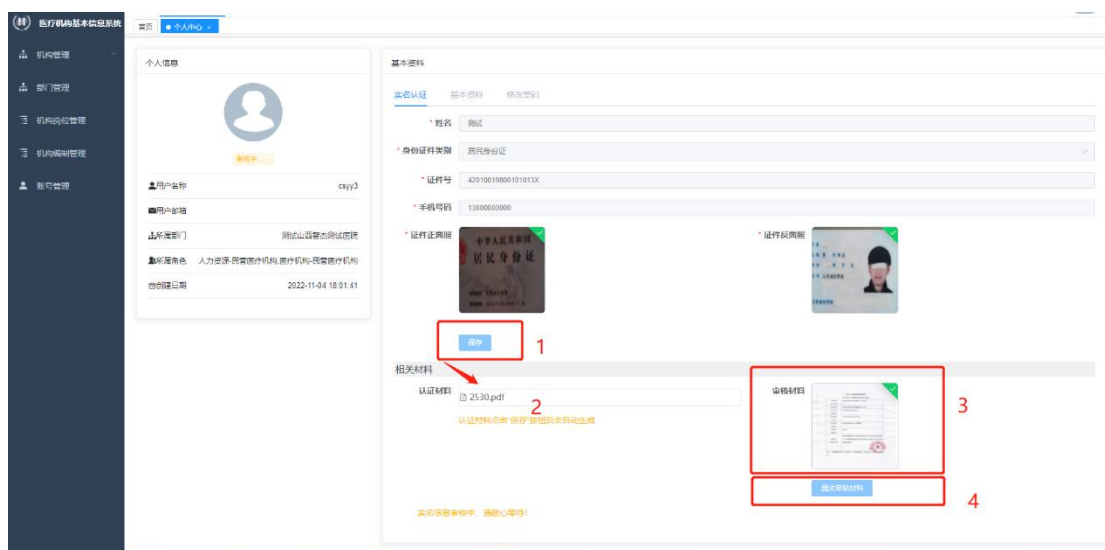 医疗机构基本信息系统
首页
个人中心
机构管理
部门管理
机构岗位管理
机构编制管理
账号管理
个人信息
审核中...
用户名称 csyy3
用户邮箱
所属部门 测试山西智杰测试医院
所属角色 人力资源-民营医疗机构,医疗机构-民营医疗机构
创建日期 2022-11-04 18:01:41
基本资料
实名认证 基本资料 修改密码
* 姓名 测试
* 身份证件类别 居民身份证
* 证件号 42010019800101013X
* 手机号码 13800000000
* 证件正面照
中华人民共和国
居民身份证
* 证件反面照
保存
1
相关材料
认证材料 2530.pdf
2
认证材料点击"保存"按钮后会自动生成
审核材料
3
提交审核材料
4
实名信息审核中，请耐心等待!